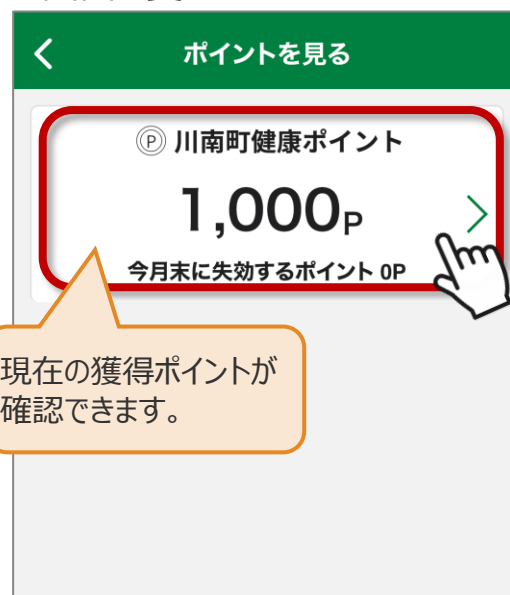 ポイントを見る
Ⓟ 川南町健康ポイント
1,000P
今月末に失効するポイント 0P
現在の獲得ポイントが
確認できます。